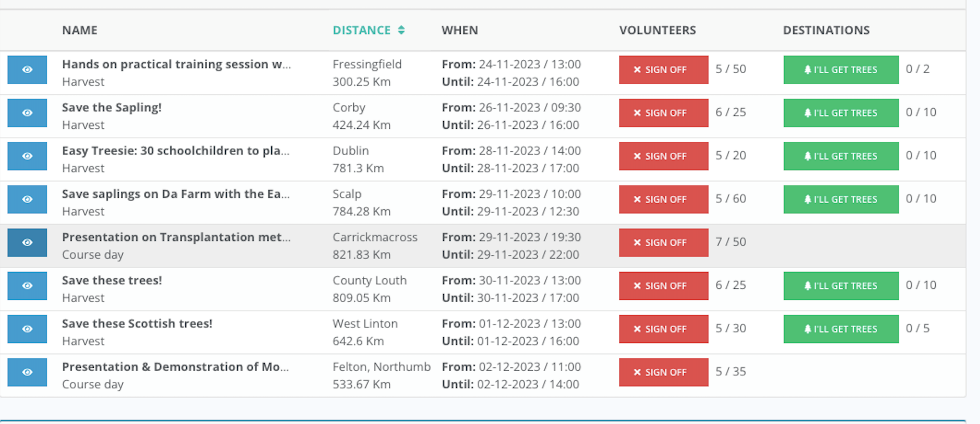 NAME DISTANCE WHEN VOLUNTEERS DESTINATIONS
Hands on practical training session w... Fressingfield From: 24-11-2023 / 13:00 SIGN OFF 5 / 50 I'LL GET TREES 0 / 2
Harvest 300.25 Km Until: 24-11-2023 / 16:00
Save the Sapling! Corby From: 26-11-2023 / 09:30 SIGN OFF 6 / 25 I'LL GET TREES 0 / 10
Harvest 424.24 Km Until: 26-11-2023 / 16:00
Easy Treesie: 30 schoolchildren to pla... Dublin From: 28-11-2023 / 14:00 SIGN OFF 5 / 20 I'LL GET TREES 0 / 10
Harvest 781.3 Km Until: 28-11-2023 / 17:00
Save saplings on Da Farm with the Ea... Scalp From: 29-11-2023 / 10:00 SIGN OFF 5 / 60 I'LL GET TREES 0 / 10
Harvest 784.28 Km Until: 29-11-2023 / 12:30
Presentation on Transplantation met... Carrickmacross From: 29-11-2023 / 19:30 SIGN OFF 7 / 50
Course day 821.83 Km Until: 29-11-2023 / 22:00
Save these trees! County Louth From: 30-11-2023 / 13:00 SIGN OFF 6 / 25 I'LL GET TREES 0 / 10
Harvest 809.05 Km Until: 30-11-2023 / 17:00
Save these Scottish trees! West Linton From: 01-12-2023 / 13:00 SIGN OFF 5 / 30 I'LL GET TREES 0 / 5
Harvest 642.6 Km Until: 01-12-2023 / 16:00
Presentation & Demonstration of Mo... Felton, Northumb From: 02-12-2023 / 11:00 SIGN OFF 5 / 35
Course day 533.67 Km Until: 02-12-2023 / 14:00